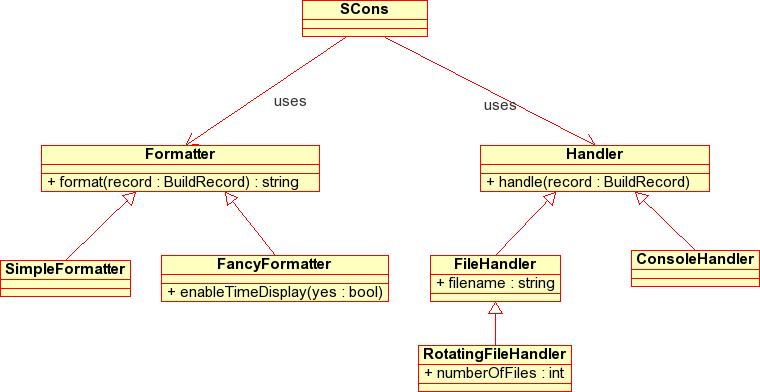 SCons
uses
uses
Formatter
+ format(record : BuildRecord) : string
Handler
+ handle(record : BuildRecord)
SimpleFormatter
FancyFormatter
+ enableTimeDisplay(yes : bool)
FileHandler
+ filename : string
ConsoleHandler
RotatingFileHandler
+ numberOfFiles : int